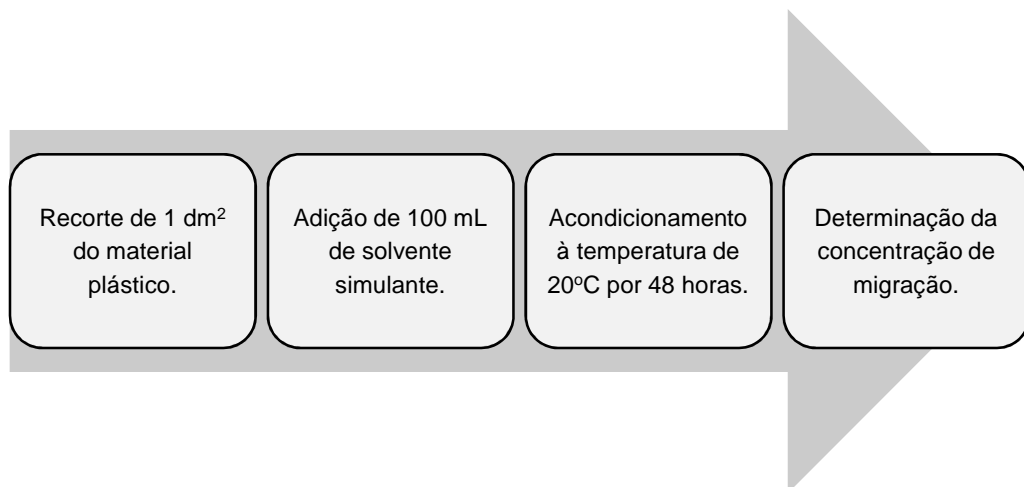 Recorte de 1 dm²
do material
plástico.
Adição de 100 mL
de solvente
simulante.
Acondicionamento
à temperatura de
20ºC por 48 horas.
Determinação da
concentração de
migração.